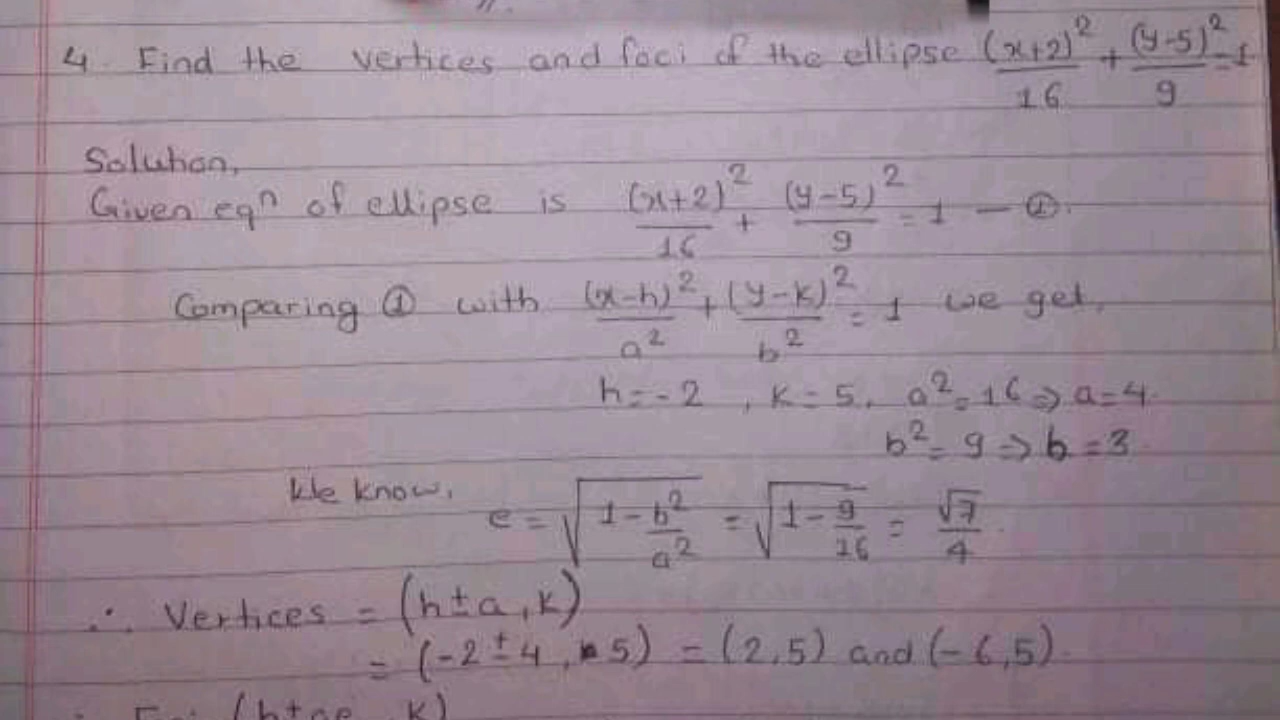 4. Find the vertices and foci of the ellipse (x+2)²/16 + (y-5)²/9 = 1
Solution,
Given eqⁿ of ellipse is (x+2)²/16 + (y-5)²/9 = 1 — ①.
Comparing ① with (x-h)²/a² + (y-k)²/b² = 1 we get,
h = -2 , k = 5, a² = 16 ⇒ a = 4.
b² = 9 ⇒ b = 3.
We know,
e = √(1 - b²/a²) = √(1 - 9/16) = √7/4.
∴ Vertices = (h±a, k)
= (-2±4, 5) = (2,5) and (-6,5).
(h±ae, k)